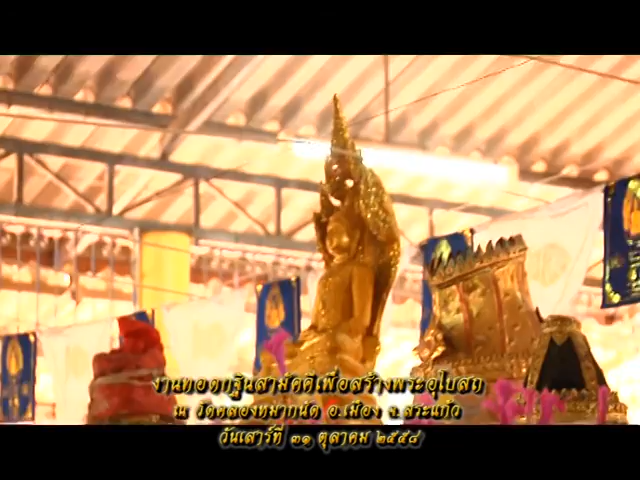 งานทอดกฐินสามัคคีเพื่อสร้างพระอุโบสถ
ณ วัดคลองหมากนัด อ.เมือง จ.สระแก้ว
วันเสาร์ที่ ๓๑ ตุลาคม ๒๕๕๘